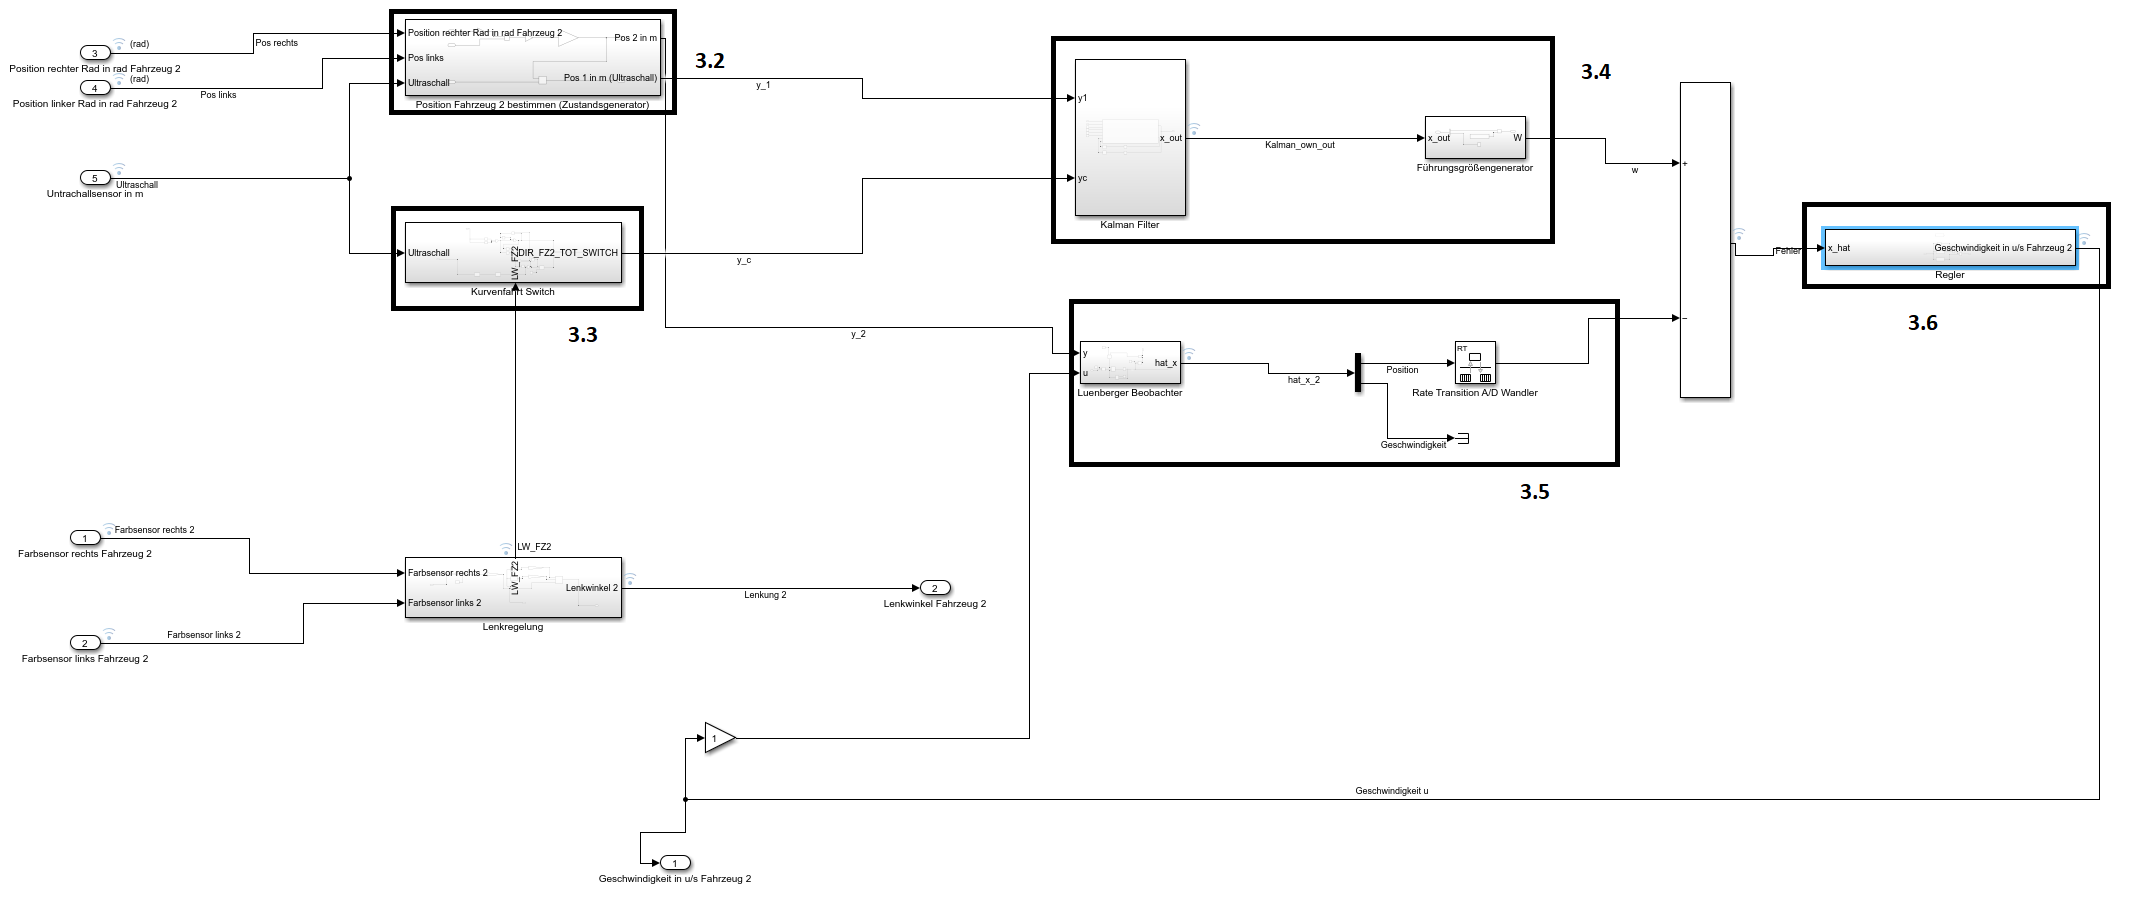 3
(rad)
Pos rechts
Position rechter Rad in rad Fahrzeug 2
4
(rad)
Pos links
Position linker Rad in rad Fahrzeug 2
5
Ultraschall
Untrachallsensor in m
Position rechter Rad in rad Fahrzeug 2
Pos links
Ultraschall
Pos 2 in m
Pos 1 in m (Ultraschall)
Position Fahrzeug 2 bestimmen (Zustandsgenerator)
3.2
y_1
Ultraschall
LW_FZ2
DIR_FZ2_TOT_SWITCH
Kurvenfahrt Switch
3.3
y_c
y_2
y1
yc
x_out
Kalman Filter
Kalman_own_out
x_out
W
Führungsgrößengenerator
3.4
w
+
−
Fehler
x_hat
Geschwindigkeit in u/s Fahrzeug 2
Regler
3.6
y
u
hat_x
Luenberger Beobachter
hat_x_2
Position
Geschwindigkeit
RT
Rate Transition A/D Wandler
3.5
1
Farbsensor rechts 2
Farbsensor rechts Fahrzeug 2
2
Farbsensor links 2
Farbsensor links Fahrzeug 2
LW_FZ2
Farbsensor rechts 2
Farbsensor links 2
LW_FZ2
Lenkwinkel 2
Lenkregelung
Lenkung 2
2
Lenkwinkel Fahrzeug 2
1
Geschwindigkeit u
1
Geschwindigkeit in u/s Fahrzeug 2